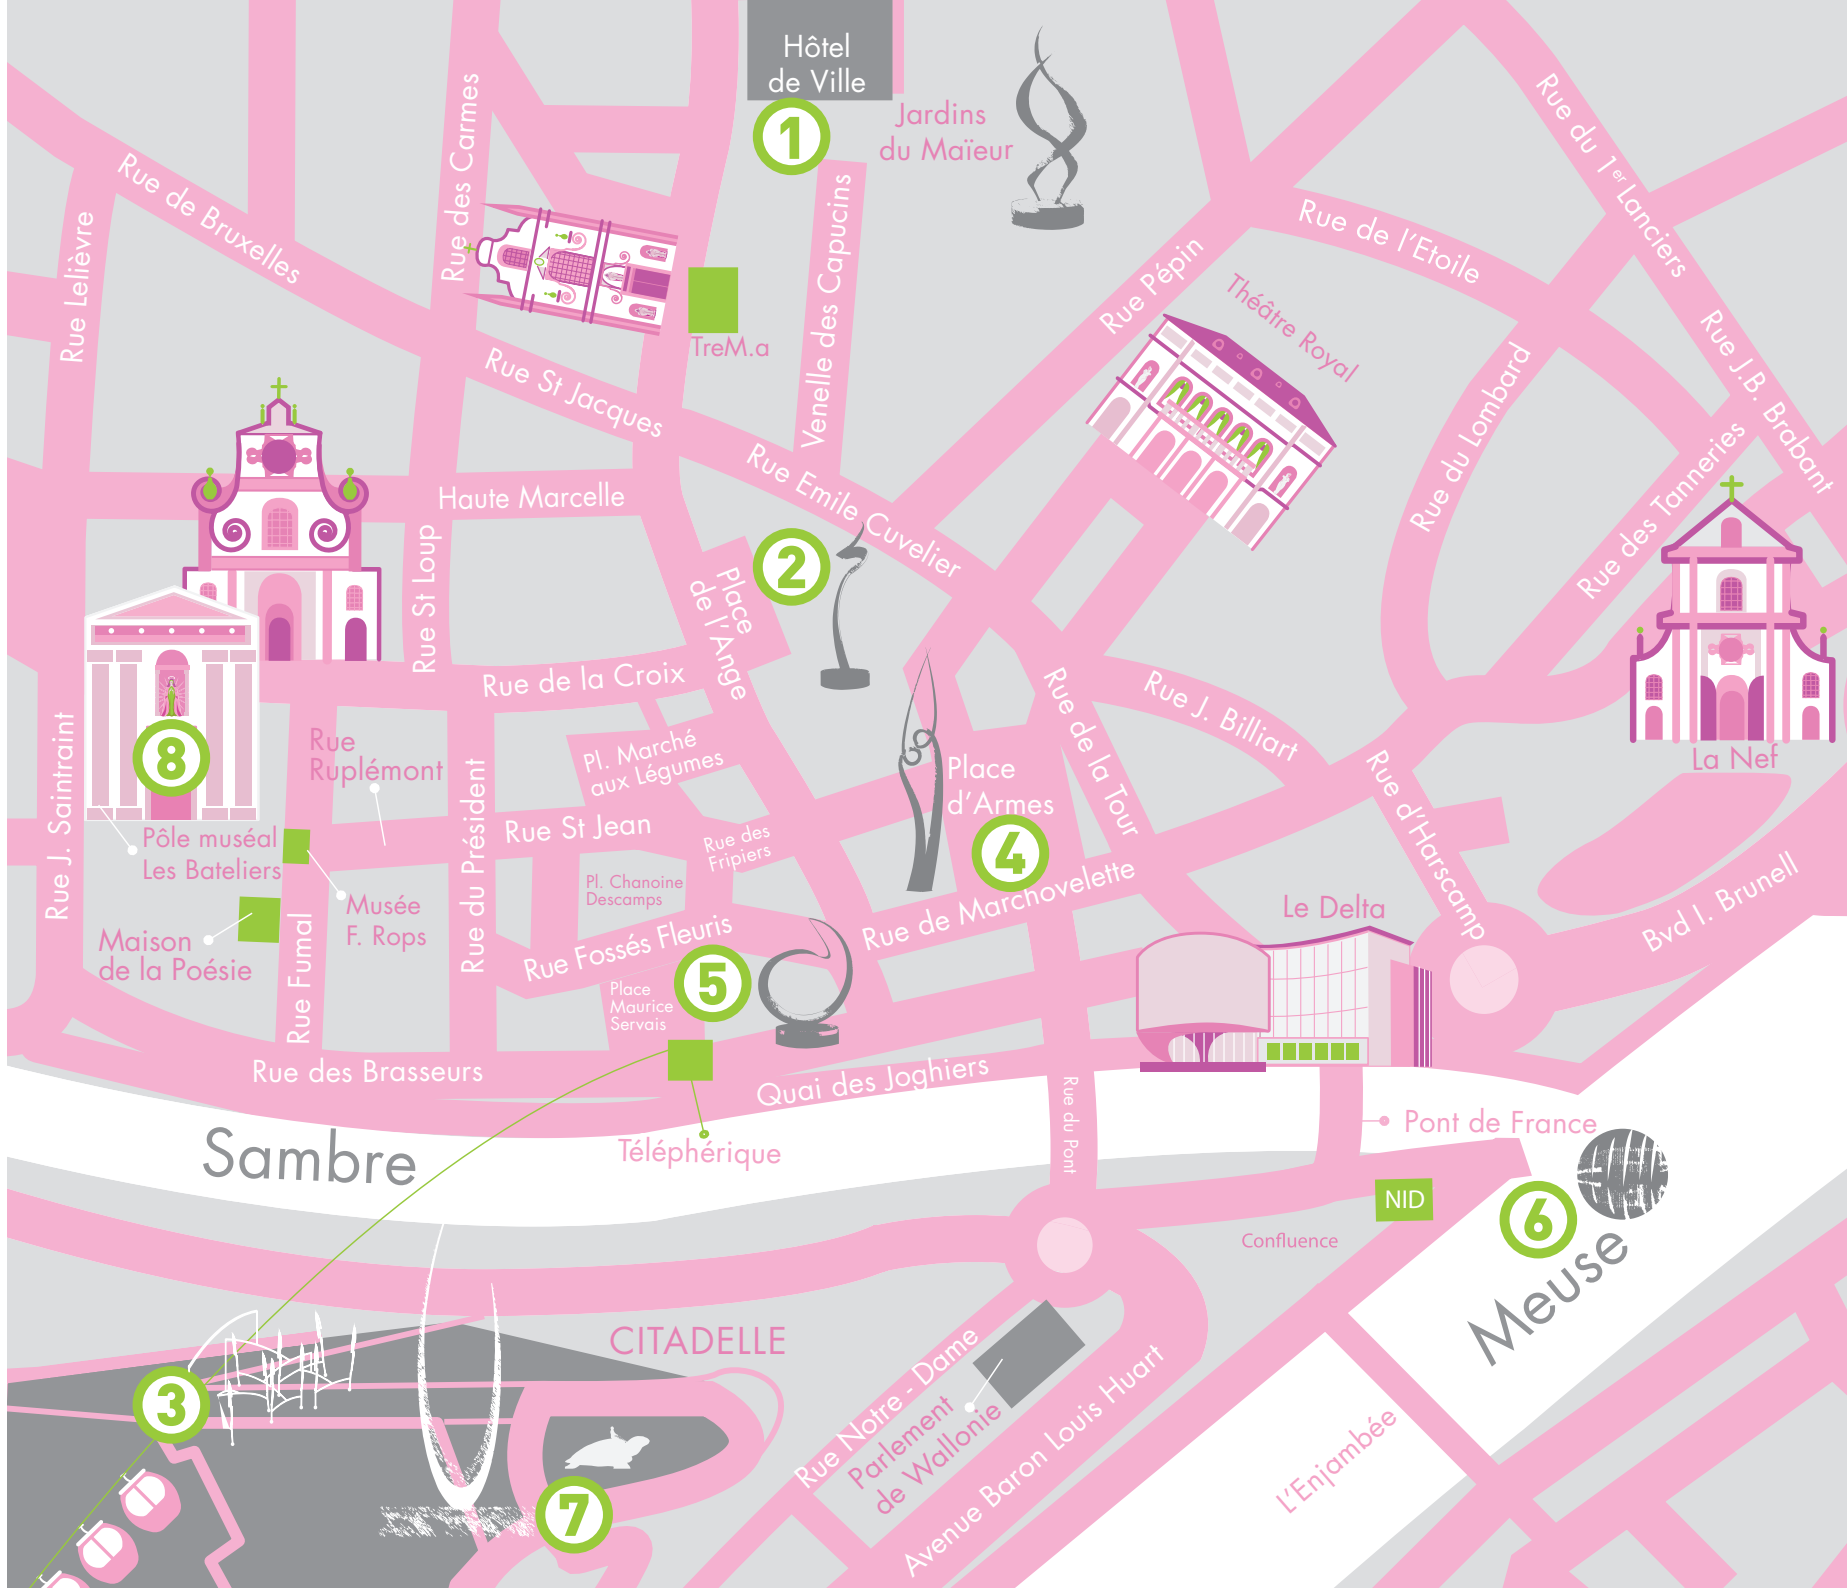 Hôtel
de Ville
1
Jardins
du Maïeur
Rue des Carmes
Rue de Bruxelles
Rue Lelièvre
Venelle des Capucins
TreM.a
Rue St Jacques
Rue Emile Cuvelier
Rue Pépin
Théâtre Royal
Rue de l'Etoile
Rue du 1er Lanciers
Rue J.B. Brabant
Rue du Lombard
Rue des Tanneries
Haute Marcelle
Rue St Loup
2
Place
de l'Ange
Rue de la Croix
Rue J. Saintraint
8
Rue
Ruplémont
Pôle muséal
Les Bateliers
Musée
F. Rops
Maison
de la Poésie
Rue Fumal
Rue du Président
Pl. Marché
aux Légumes
Rue St Jean
Rue des
Fripiers
Pl. Chanoine
Descamps
Rue Fossés Fleuris
5
Place
Maurice
Servais
Place
d'Armes
4
Rue de Marchovelette
Rue de la Tour
Rue J. Billiart
Rue d'Harscamp
La Nef
Bvd I. Brunell
Le Delta
Rue des Brasseurs
Quai des Joghiers
Rue du Pont
Pont de France
Sambre
Téléphérique
NID
6
Confluence
Meuse
CITADELLE
3
7
Rue Notre - Dame
Parlement
de Wallonie
Avenue Baron Louis Huart
L'Enjambée